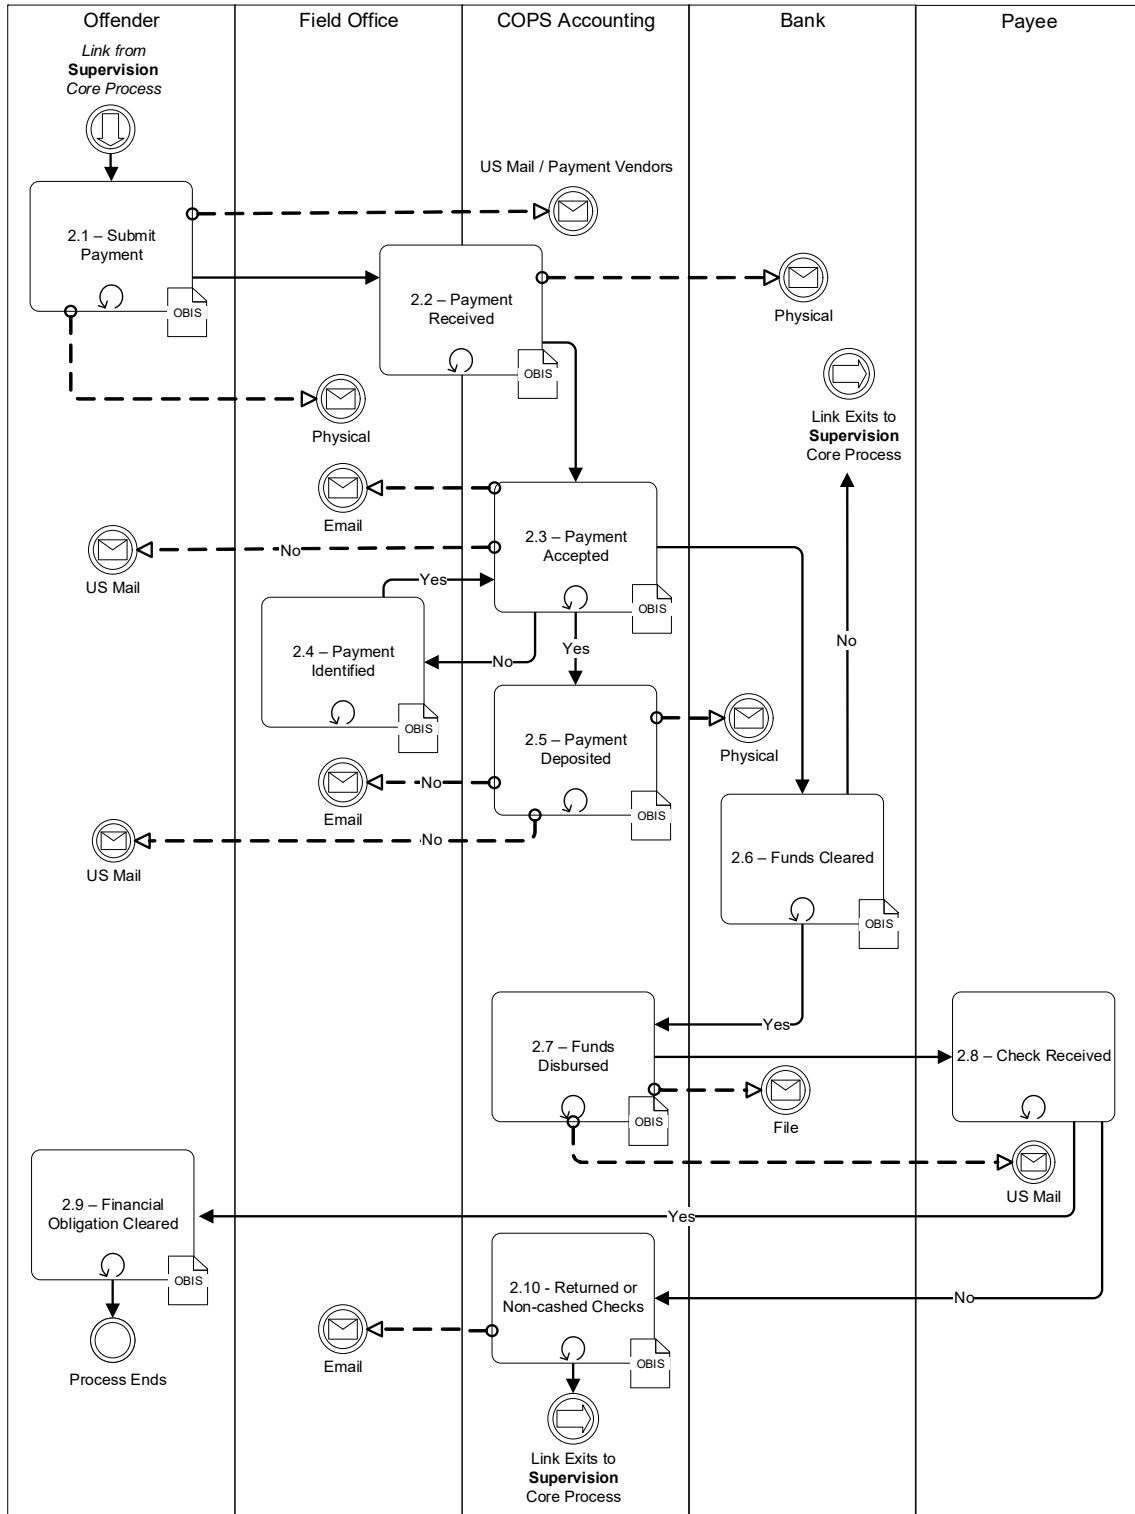 Offender
Field Office
COPS Accounting
Bank
Payee
Link from
Supervision
Core Process
US Mail / Payment Vendors
2.1 – Submit
Payment
OBIS
2.2 – Payment
Received
OBIS
Physical
Physical
Link Exits to
Supervision
Core Process
Email
2.3 – Payment
Accepted
OBIS
No
US Mail
Yes
2.4 – Payment
Identified
OBIS
No
Yes
No
2.5 – Payment
Deposited
OBIS
Physical
No
Email
No
US Mail
2.6 – Funds Cleared
OBIS
Yes
2.7 – Funds
Disbursed
OBIS
2.8 – Check Received
File
US Mail
2.9 – Financial
Obligation Cleared
OBIS
Yes
2.10 - Returned or
Non-cashed Checks
OBIS
No
Email
Process Ends
Link Exits to
Supervision
Core Process